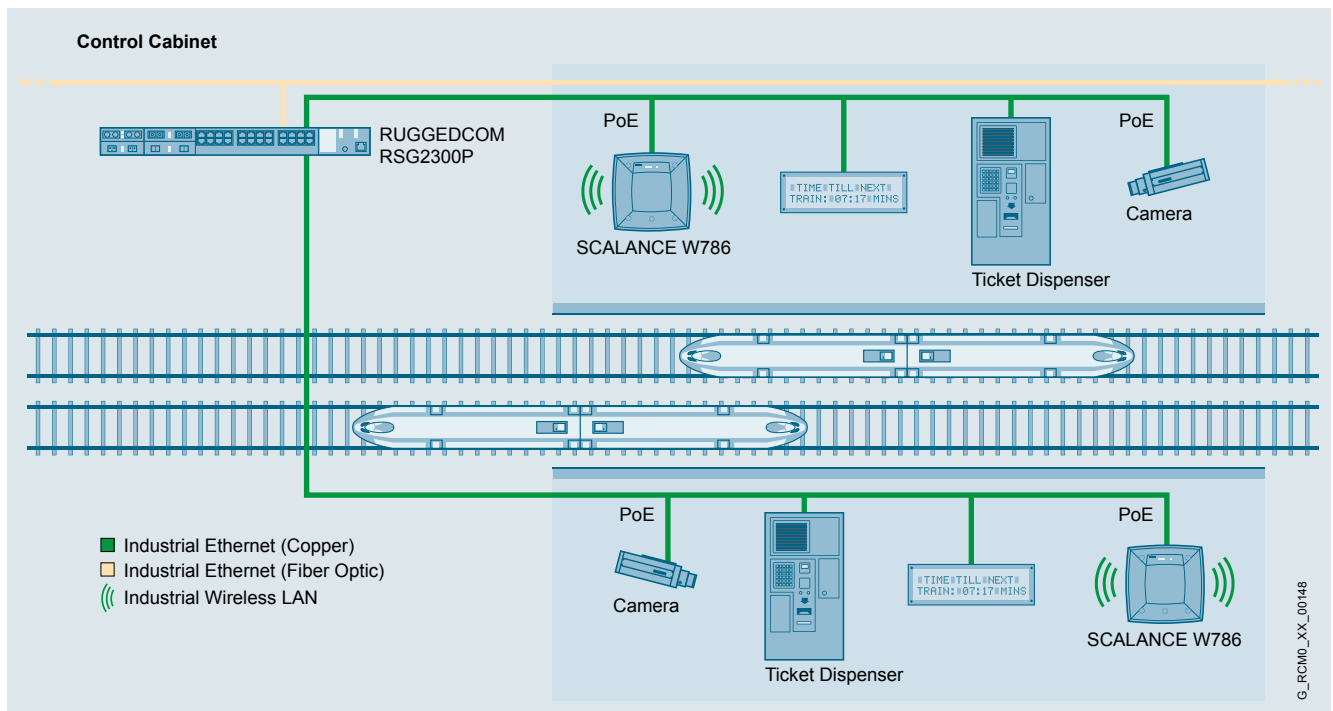 Control Cabinet
RUGGEDCOM
RSG2300P
PoE
PoE
TIME TILL NEXT
TRAIN: 07:17 MINS
SCALANCE W786
Camera
Ticket Dispenser
PoE
PoE
Industrial Ethernet (Copper)
Industrial Ethernet (Fiber Optic)
Industrial Wireless LAN
Camera
TIME TILL NEXT
TRAIN: 07:17 MINS
SCALANCE W786
Ticket Dispenser
G_RCM0_XX_00148